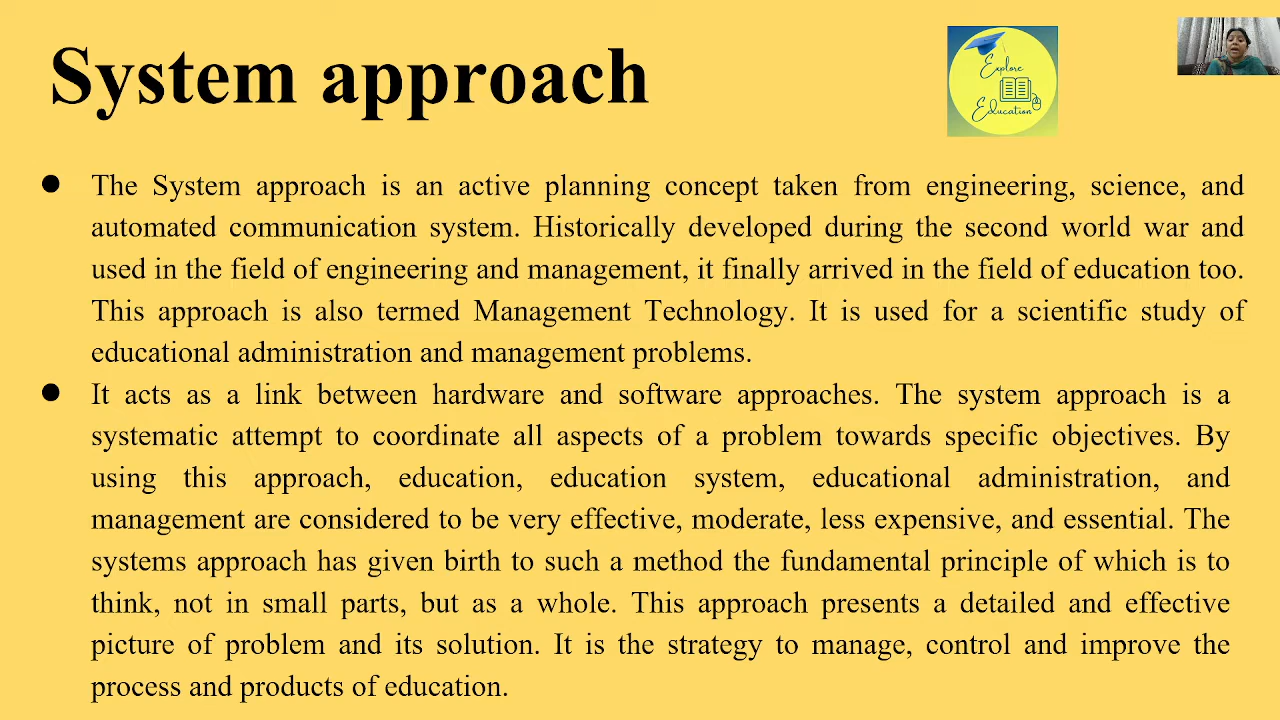 System approach
Explore
Education
● The System approach is an active planning concept taken from engineering, science, and
automated communication system. Historically developed during the second world war and
used in the field of engineering and management, it finally arrived in the field of education too.
This approach is also termed Management Technology. It is used for a scientific study of
educational administration and management problems.
● It acts as a link between hardware and software approaches. The system approach is a
systematic attempt to coordinate all aspects of a problem towards specific objectives. By
using this approach, education, education system, educational administration, and
management are considered to be very effective, moderate, less expensive, and essential. The
systems approach has given birth to such a method the fundamental principle of which is to
think, not in small parts, but as a whole. This approach presents a detailed and effective
picture of problem and its solution. It is the strategy to manage, control and improve the
process and products of education.